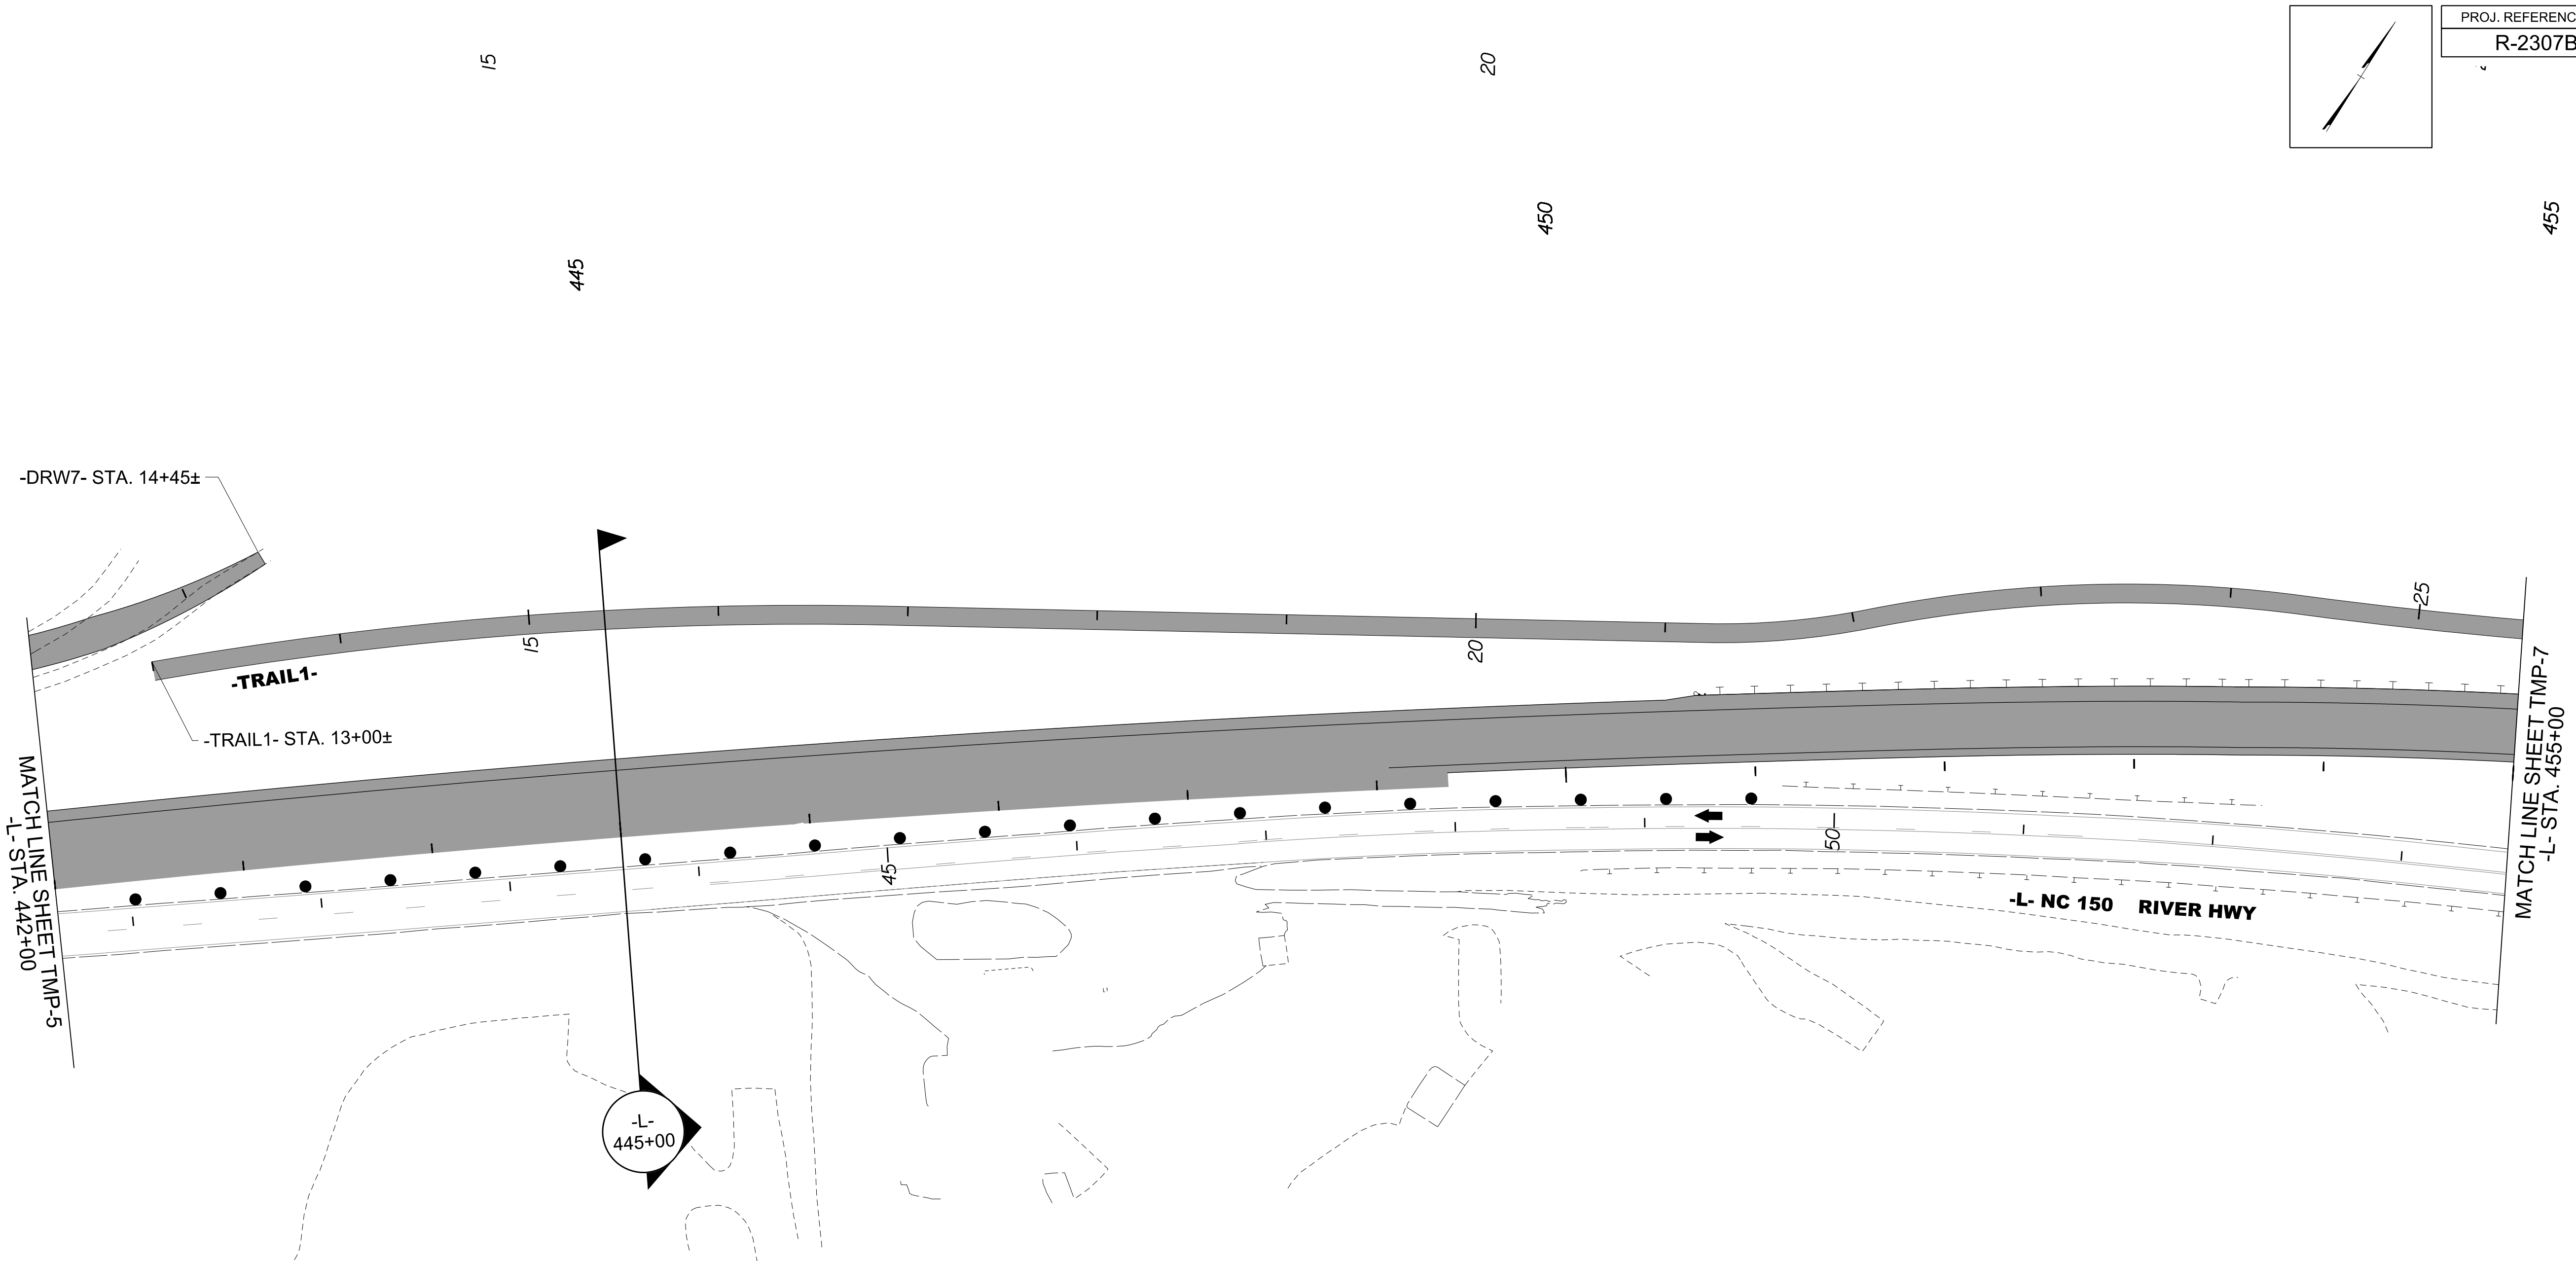 PROJ. REFERENC
R-2307B
15
20
450
455
445
-DRW7- STA. 14+45±
25
15
20
-TRAIL1-
-TRAIL1- STA. 13+00±
MATCH LINE SHEET TMP-5
-L- STA. 442+00
MATCH LINE SHEET TMP-7
-L- STA. 455+00
45
50
-L- NC 150 RIVER HWY
-L-
445+00